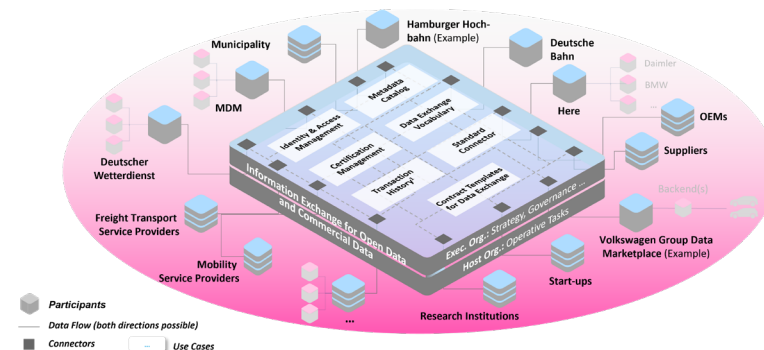 Municipality
Hamburger Hoch-
bahn (Example)
Deutsche
Bahn
Daimler
BMW
...
MDM
Here
OEMs
Metadata
Catalog
Identity & Access
Management
Data Exchange
Vocabulary
Certification
Management
Standard
Connector
Transaction
History¹
Contract Templates
for Data Exchange
Deutscher
Wetterdienst
Suppliers
Information Exchange for Open Data
and Commercial Data
Exec. Org.: Strategy, Governance ...
Host Org.: Operative Tasks
Backend(s)
Freight Transport
Service Providers
Volkswagen Group Data
Marketplace (Example)
Mobility
Service Providers
Start-ups
...
Research Institutions
Participants
Data Flow (both directions possible)
Connectors
... Use Cases